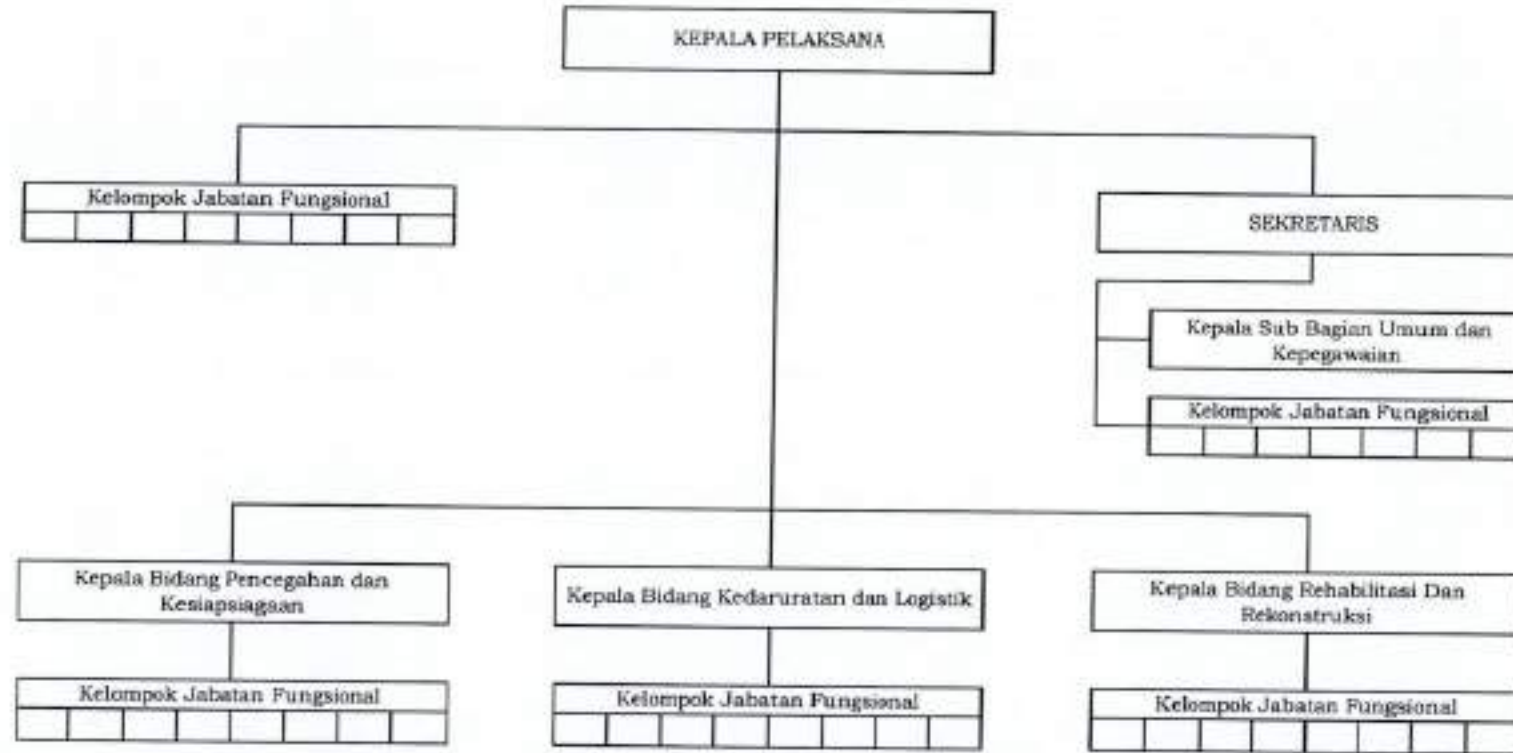 KEPALA PELAKSANA
Kelompok Jabatan Fungsional
SEKRETARIS
Kepala Sub Bagian Umum dan
Kepegawaian
Kelompok Jabatan Fungsional
Kepala Bidang Pencegahan dan
Kesiapsiagaan
Kepala Bidang Kedaruratan dan Logistik
Kepala Bidang Rehabilitasi Dan
Rekonstruksi
Kelompok Jabatan Fungsional
Kelompok Jabatan Fungsional
Kelompok Jabatan Fungsional